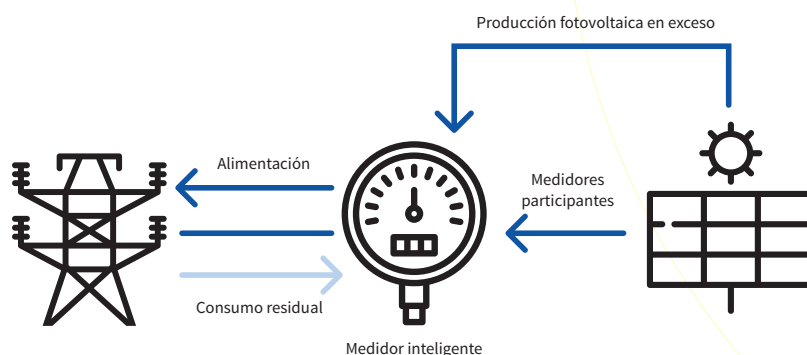 Producción fotovoltaica en exceso
Alimentación
Medidores
participantes
Consumo residual
Medidor inteligente